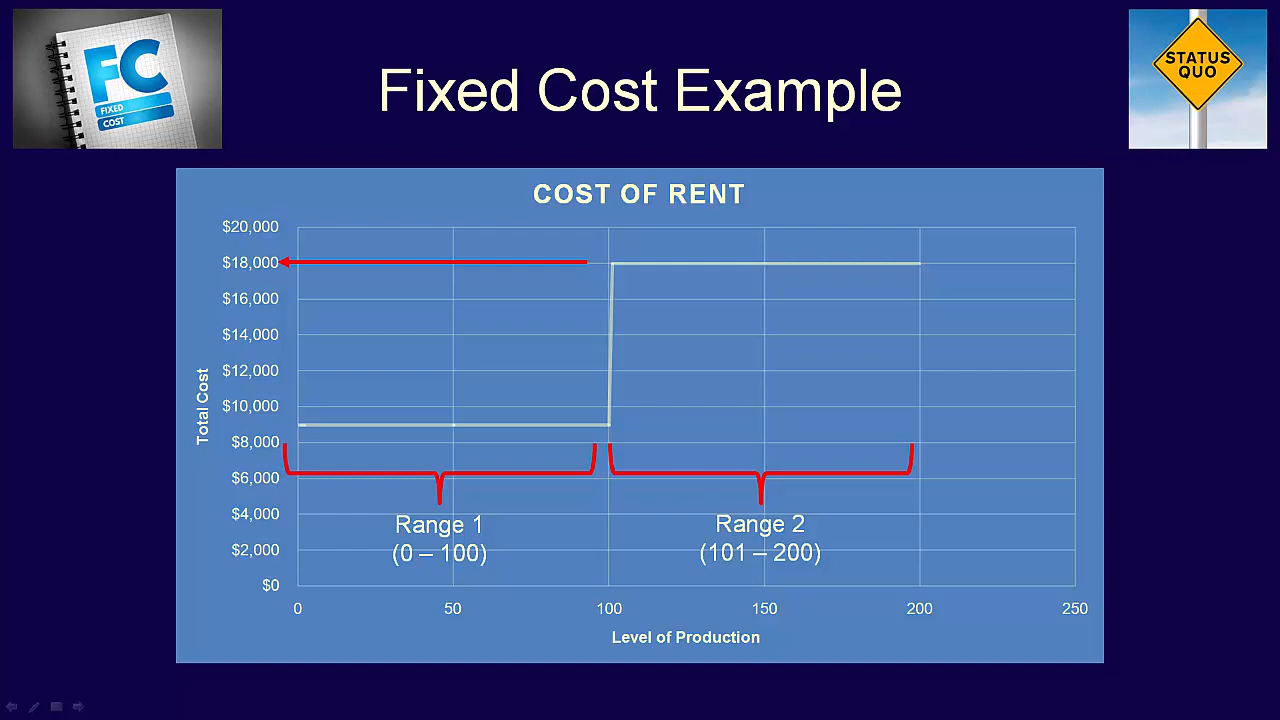 FC
FIXED
COST
Fixed Cost Example
STATUS
QUO
COST OF RENT
$20,000
$18,000
$16,000
$14,000
$12,000
$10,000
$8,000
$6,000
$4,000
$2,000
$0
Total Cost
Range 1
(0 – 100)
Range 2
(101 – 200)
0
50
100
150
200
250
Level of Production